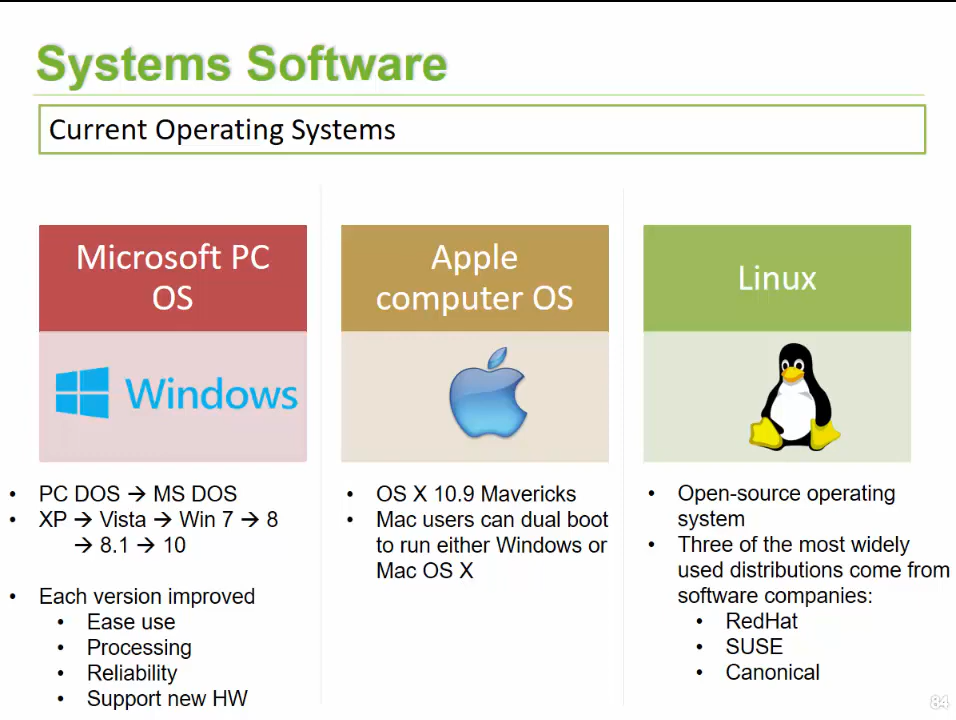 Systems Software
Current Operating Systems
Microsoft PC
OS
Windows
• PC DOS → MS DOS
• XP → Vista → Win 7 → 8
→ 8.1 → 10
• Each version improved
• Ease use
• Processing
• Reliability
• Support new HW
Apple
computer OS
• OS X 10.9 Mavericks
• Mac users can dual boot
to run either Windows or
Mac OS X
Linux
• Open-source operating
system
• Three of the most widely
used distributions come from
software companies:
• RedHat
• SUSE
• Canonical
84